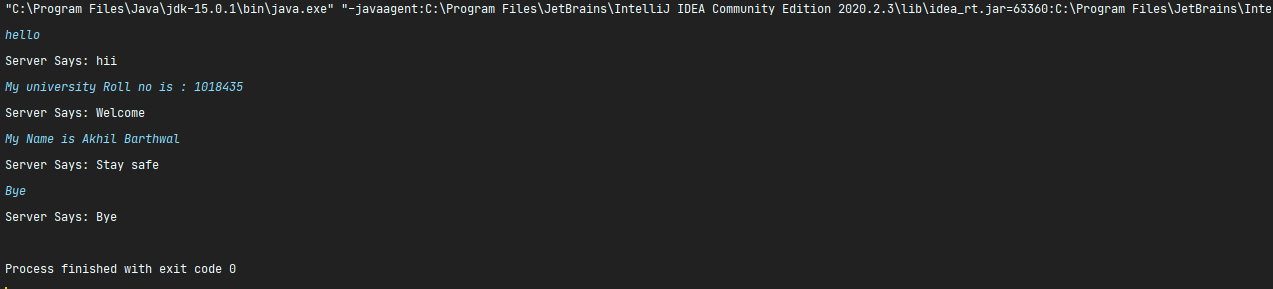 "C:\Program Files\Java\jdk-15.0.1\bin\java.exe" "-javaagent:C:\Program Files\JetBrains\IntelliJ IDEA Community Edition 2020.2.3\lib\idea_rt.jar=63360:C:\Program Files\JetBrains\Inte
hello
Server Says: hii
My university Roll no is : 1018435
Server Says: Welcome
My Name is Akhil Barthwal
Server Says: Stay safe
Bye
Server Says: Bye
Process finished with exit code 0